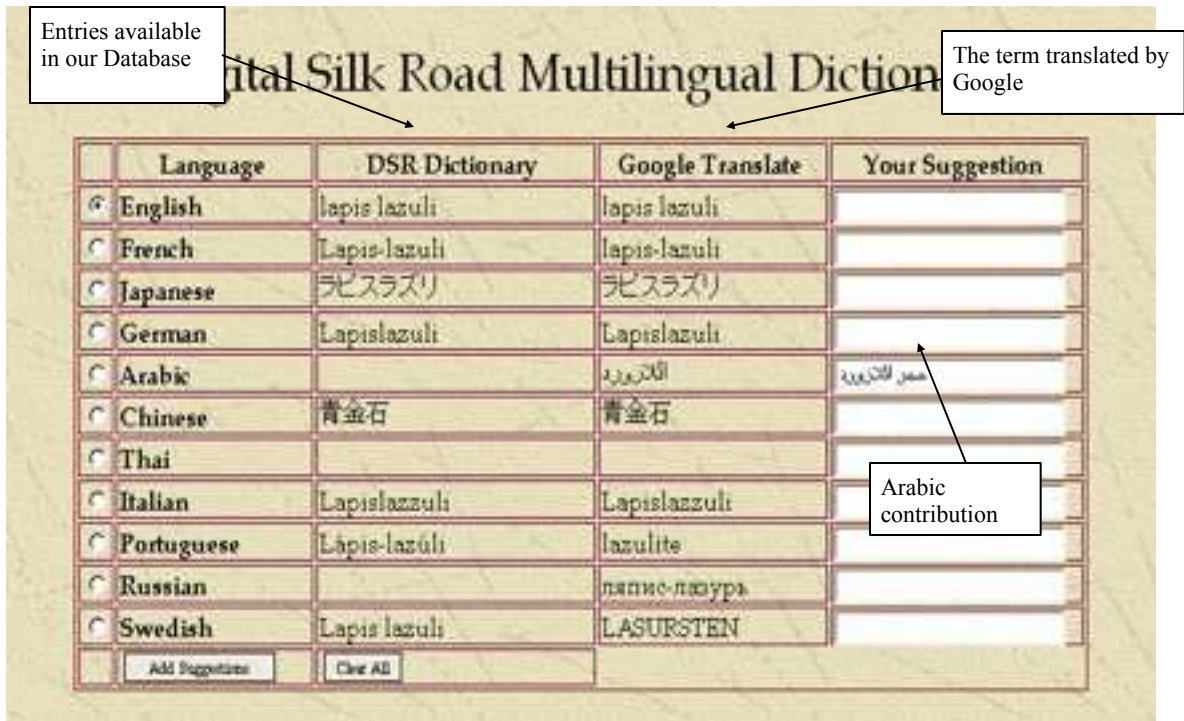 Entries available
in our Database
gital Silk Road Multilingual Diction
The term translated by
Google
Language DSR Dictionary Google Translate Your Suggestion
English lapis lazuli lapis lazuli
French Lapis-lazuli lapis-lazuli
Japanese ラピスラズリ ラピスラズリ
German Lapislazuli Lapislazuli
Arabic
Chinese 青金石 青金石
Thai
Italian Lapislazzuli Lapislazzuli
Arabic
contribution
Portuguese Lápis-lazúli lazulite
Russian ляпис-лазурь
Swedish Lapis lazuli LASURSTEN
Add Suggestions Clear All